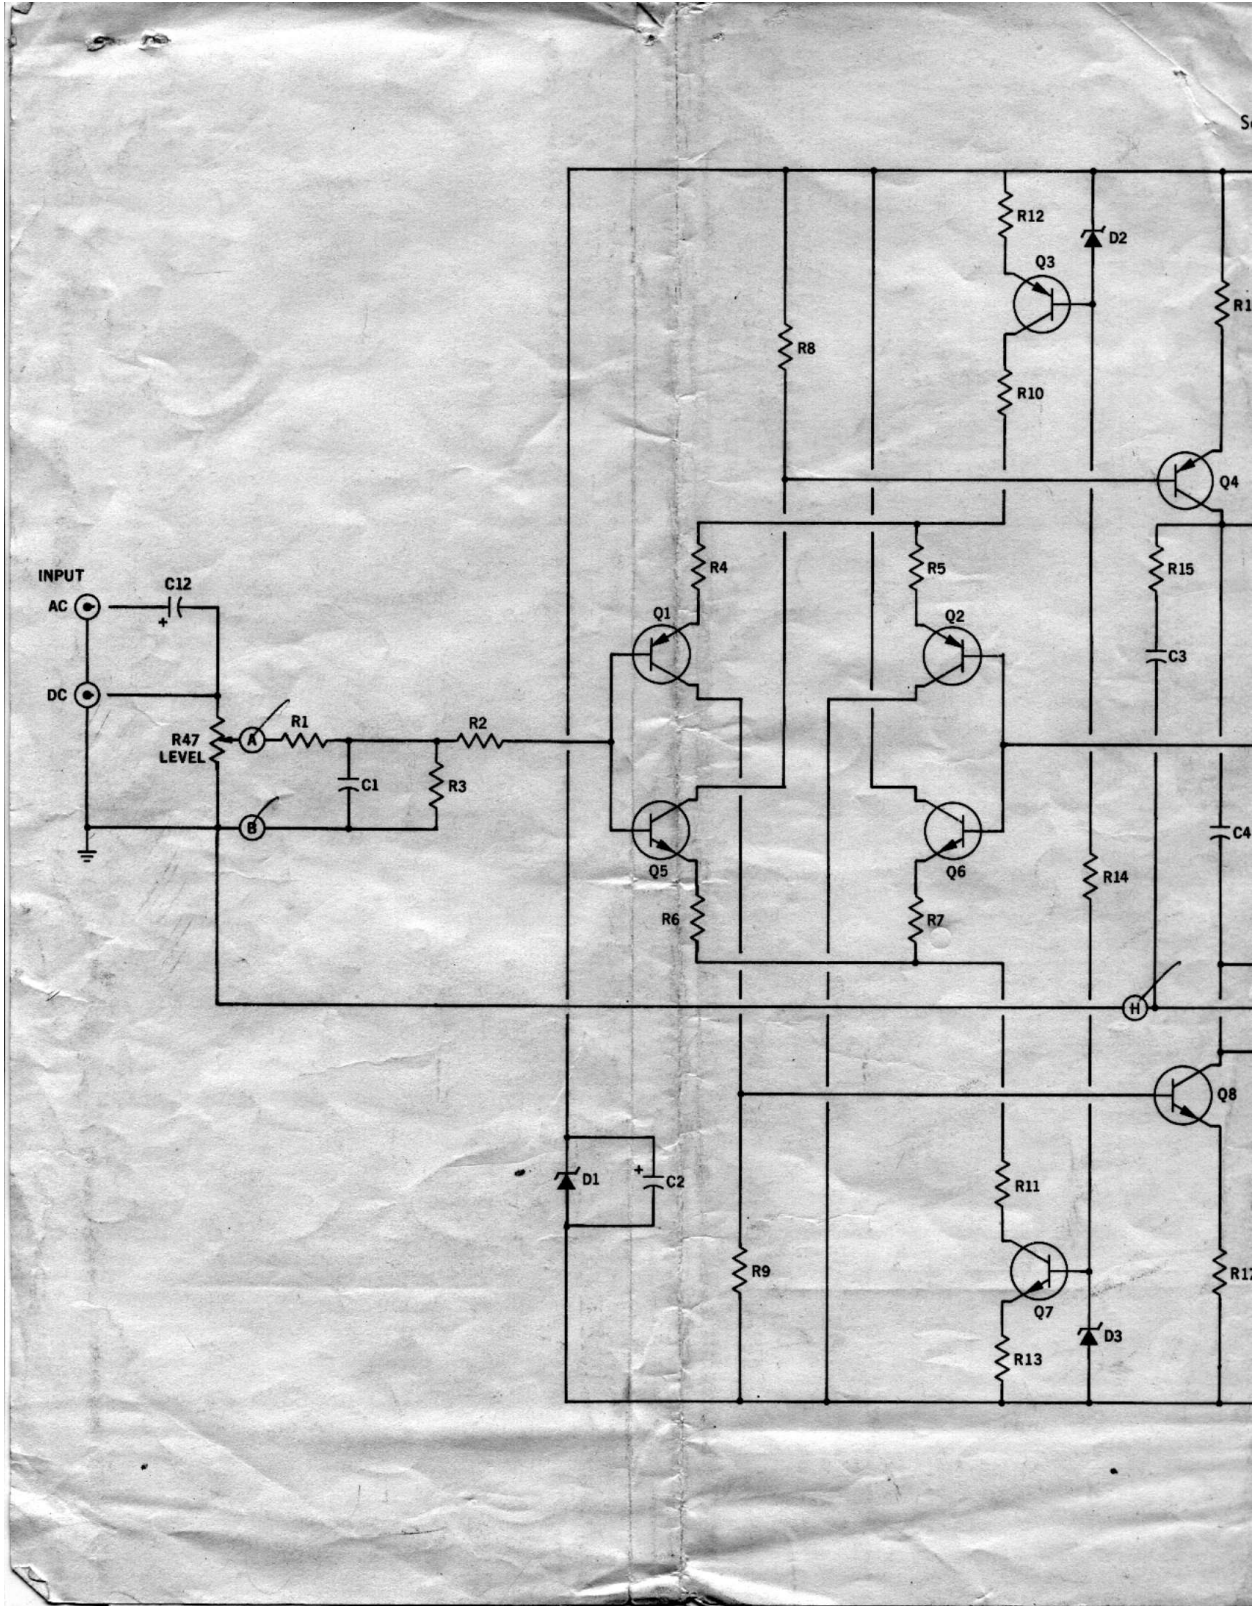 R12
D2
Q3
R8
R10
Q4
INPUT
AC
C12
+
R4
R5
R15
Q1
Q2
C3
DC
R47
LEVEL
A
R1
R2
C1
R3
B
C4
Q5
Q6
R14
R6
R7
H
Q8
D1
+
C2
R11
R9
Q7
R13
D3